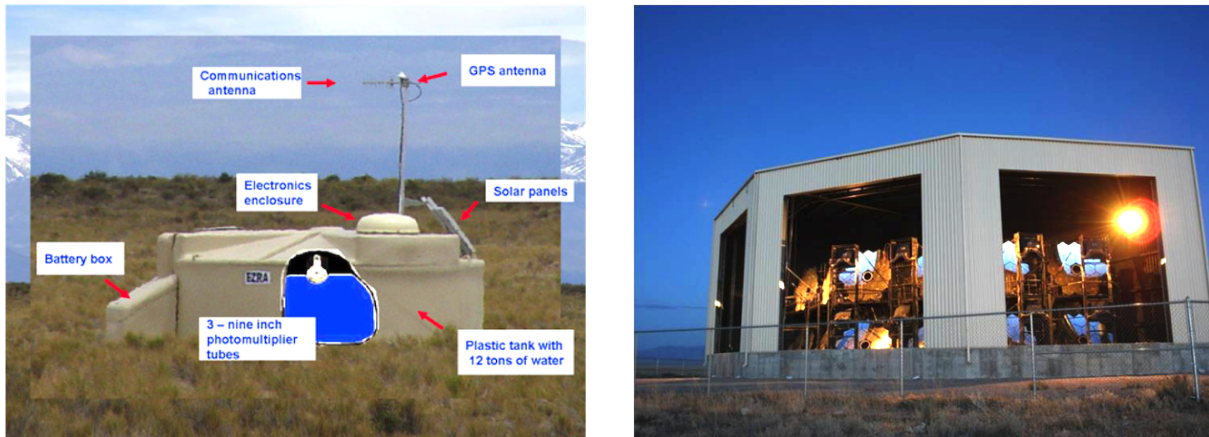 Communications
antenna
GPS antenna
Electronics
enclosure
Solar panels
Battery box
EZRA
3 – nine inch
photomultiplier
tubes
Plastic tank with
12 tons of water